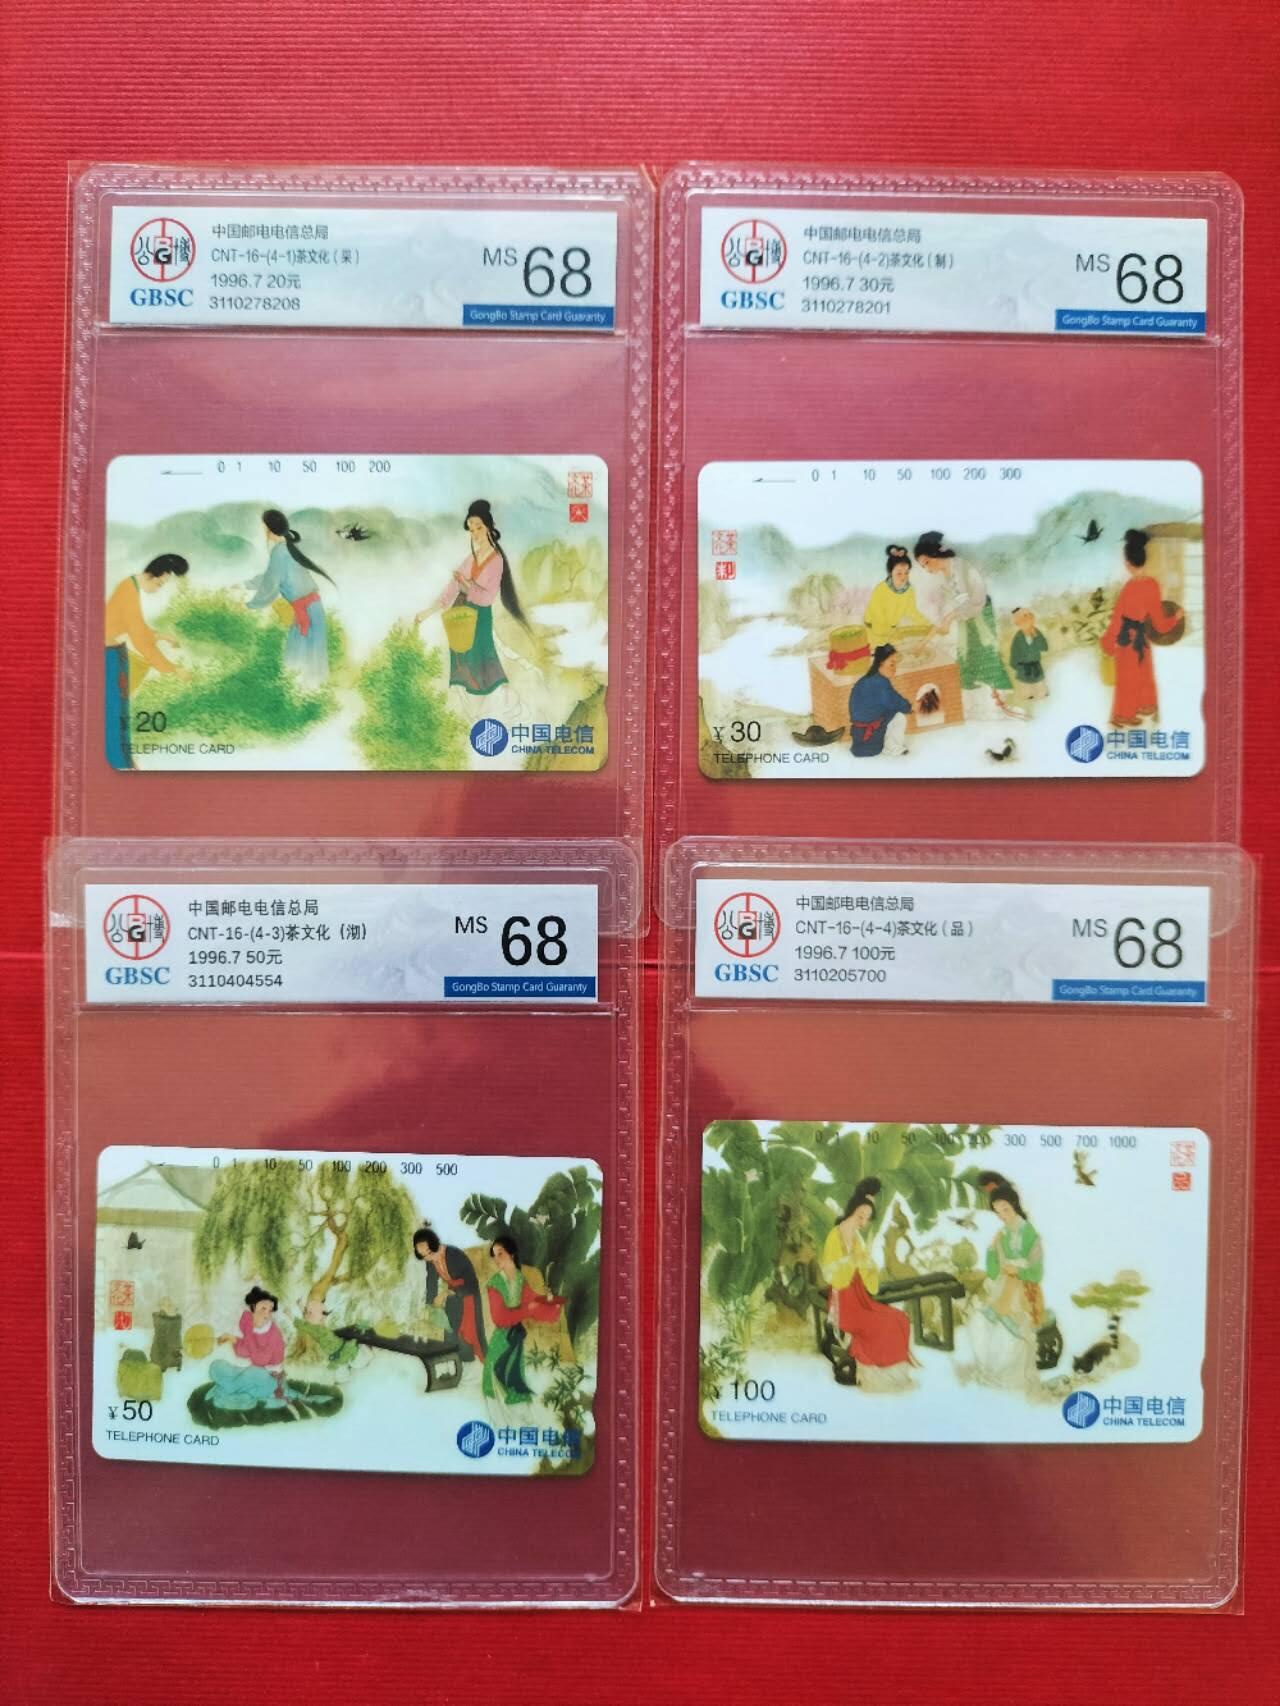 中国邮电电信总局
CNT-16-(4-1)茶文化(采)
1996.7 20元
3110278208
MS 68
GBSC
GongBo Stamp Card Guaranty
中国邮电电信总局
CNT-16-(4-2)茶文化(制)
1996.7 30元
3110278201
MS 68
GBSC
GongBo Stamp Card Guaranty
0 1 10 50 100 200
¥20
TELEPHONE CARD
中国电信
CHINA TELECOM
0 1 10 50 100 200 300
¥30
TELEPHONE CARD
中国电信
CHINA TELECOM
中国邮电电信总局
CNT-16-(4-3)茶文化(沏)
1996.7 50元
3110404554
MS 68
GBSC
GongBo Stamp Card Guaranty
中国邮电电信总局
CNT-16-(4-4)茶文化(品)
1996.7 100元
3110205700
MS 68
GBSC
GongBo Stamp Card Guaranty
0 1 10 50 100 200 300 500
¥50
TELEPHONE CARD
中国电信
CHINA TELECOM
0 1 10 50 100 200 300 500 700 1000
¥100
TELEPHONE CARD
中国电信
CHINA TELECOM